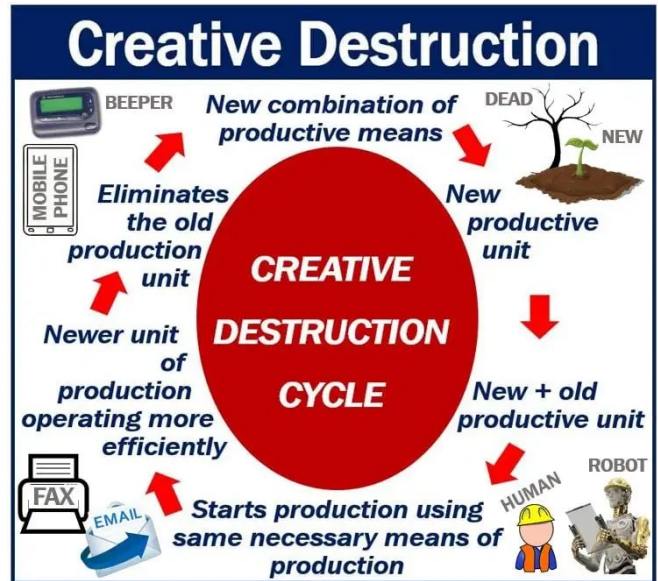 Creative Destruction
BEEPER
New combination of
productive means
DEAD
NEW
MOBILE
PHONE
Eliminates
the old
production
unit
New
productive
unit
CREATIVE
DESTRUCTION
CYCLE
Newer unit
of
production
operating more
efficiently
New + old
productive unit
FAX
EMAIL
Starts production using
same necessary means of
production
HUMAN
ROBOT